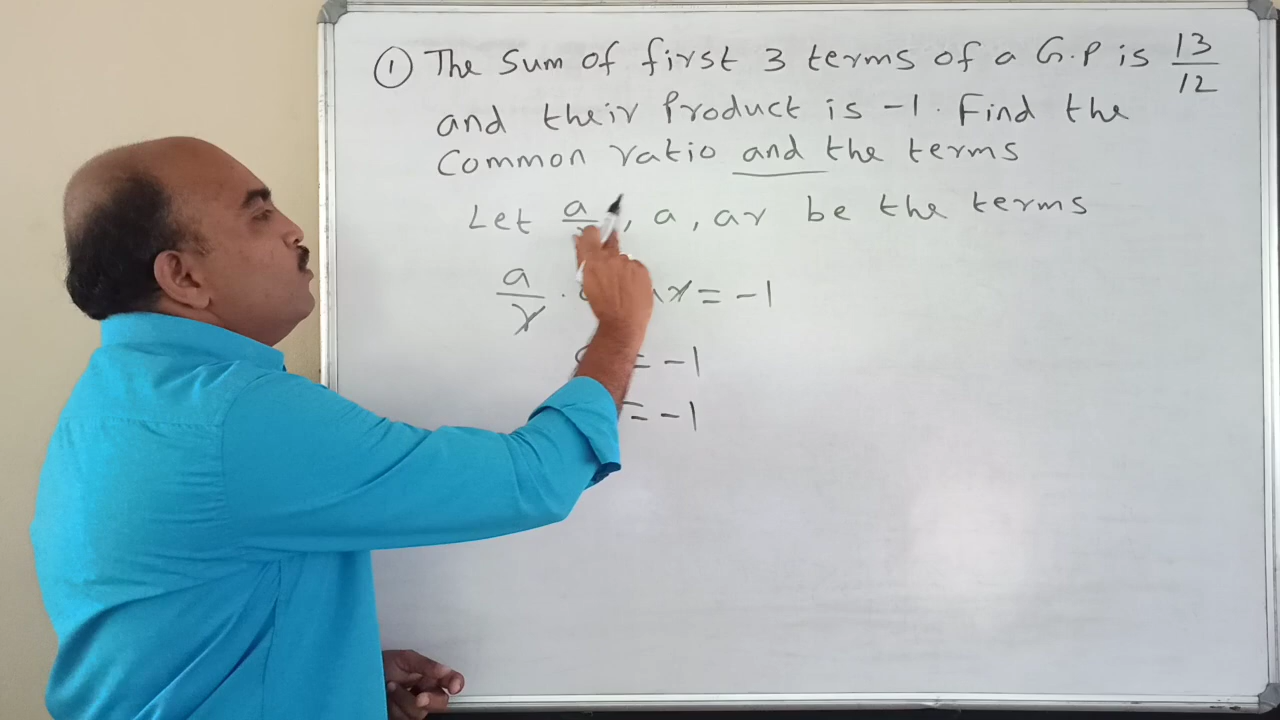 ① The Sum of first 3 terms of a G.P is 13/12
and their Product is -1. Find the
Common ratio and the terms
Let a , a, ar be the terms
a/r . r = -1
= -1
= -1